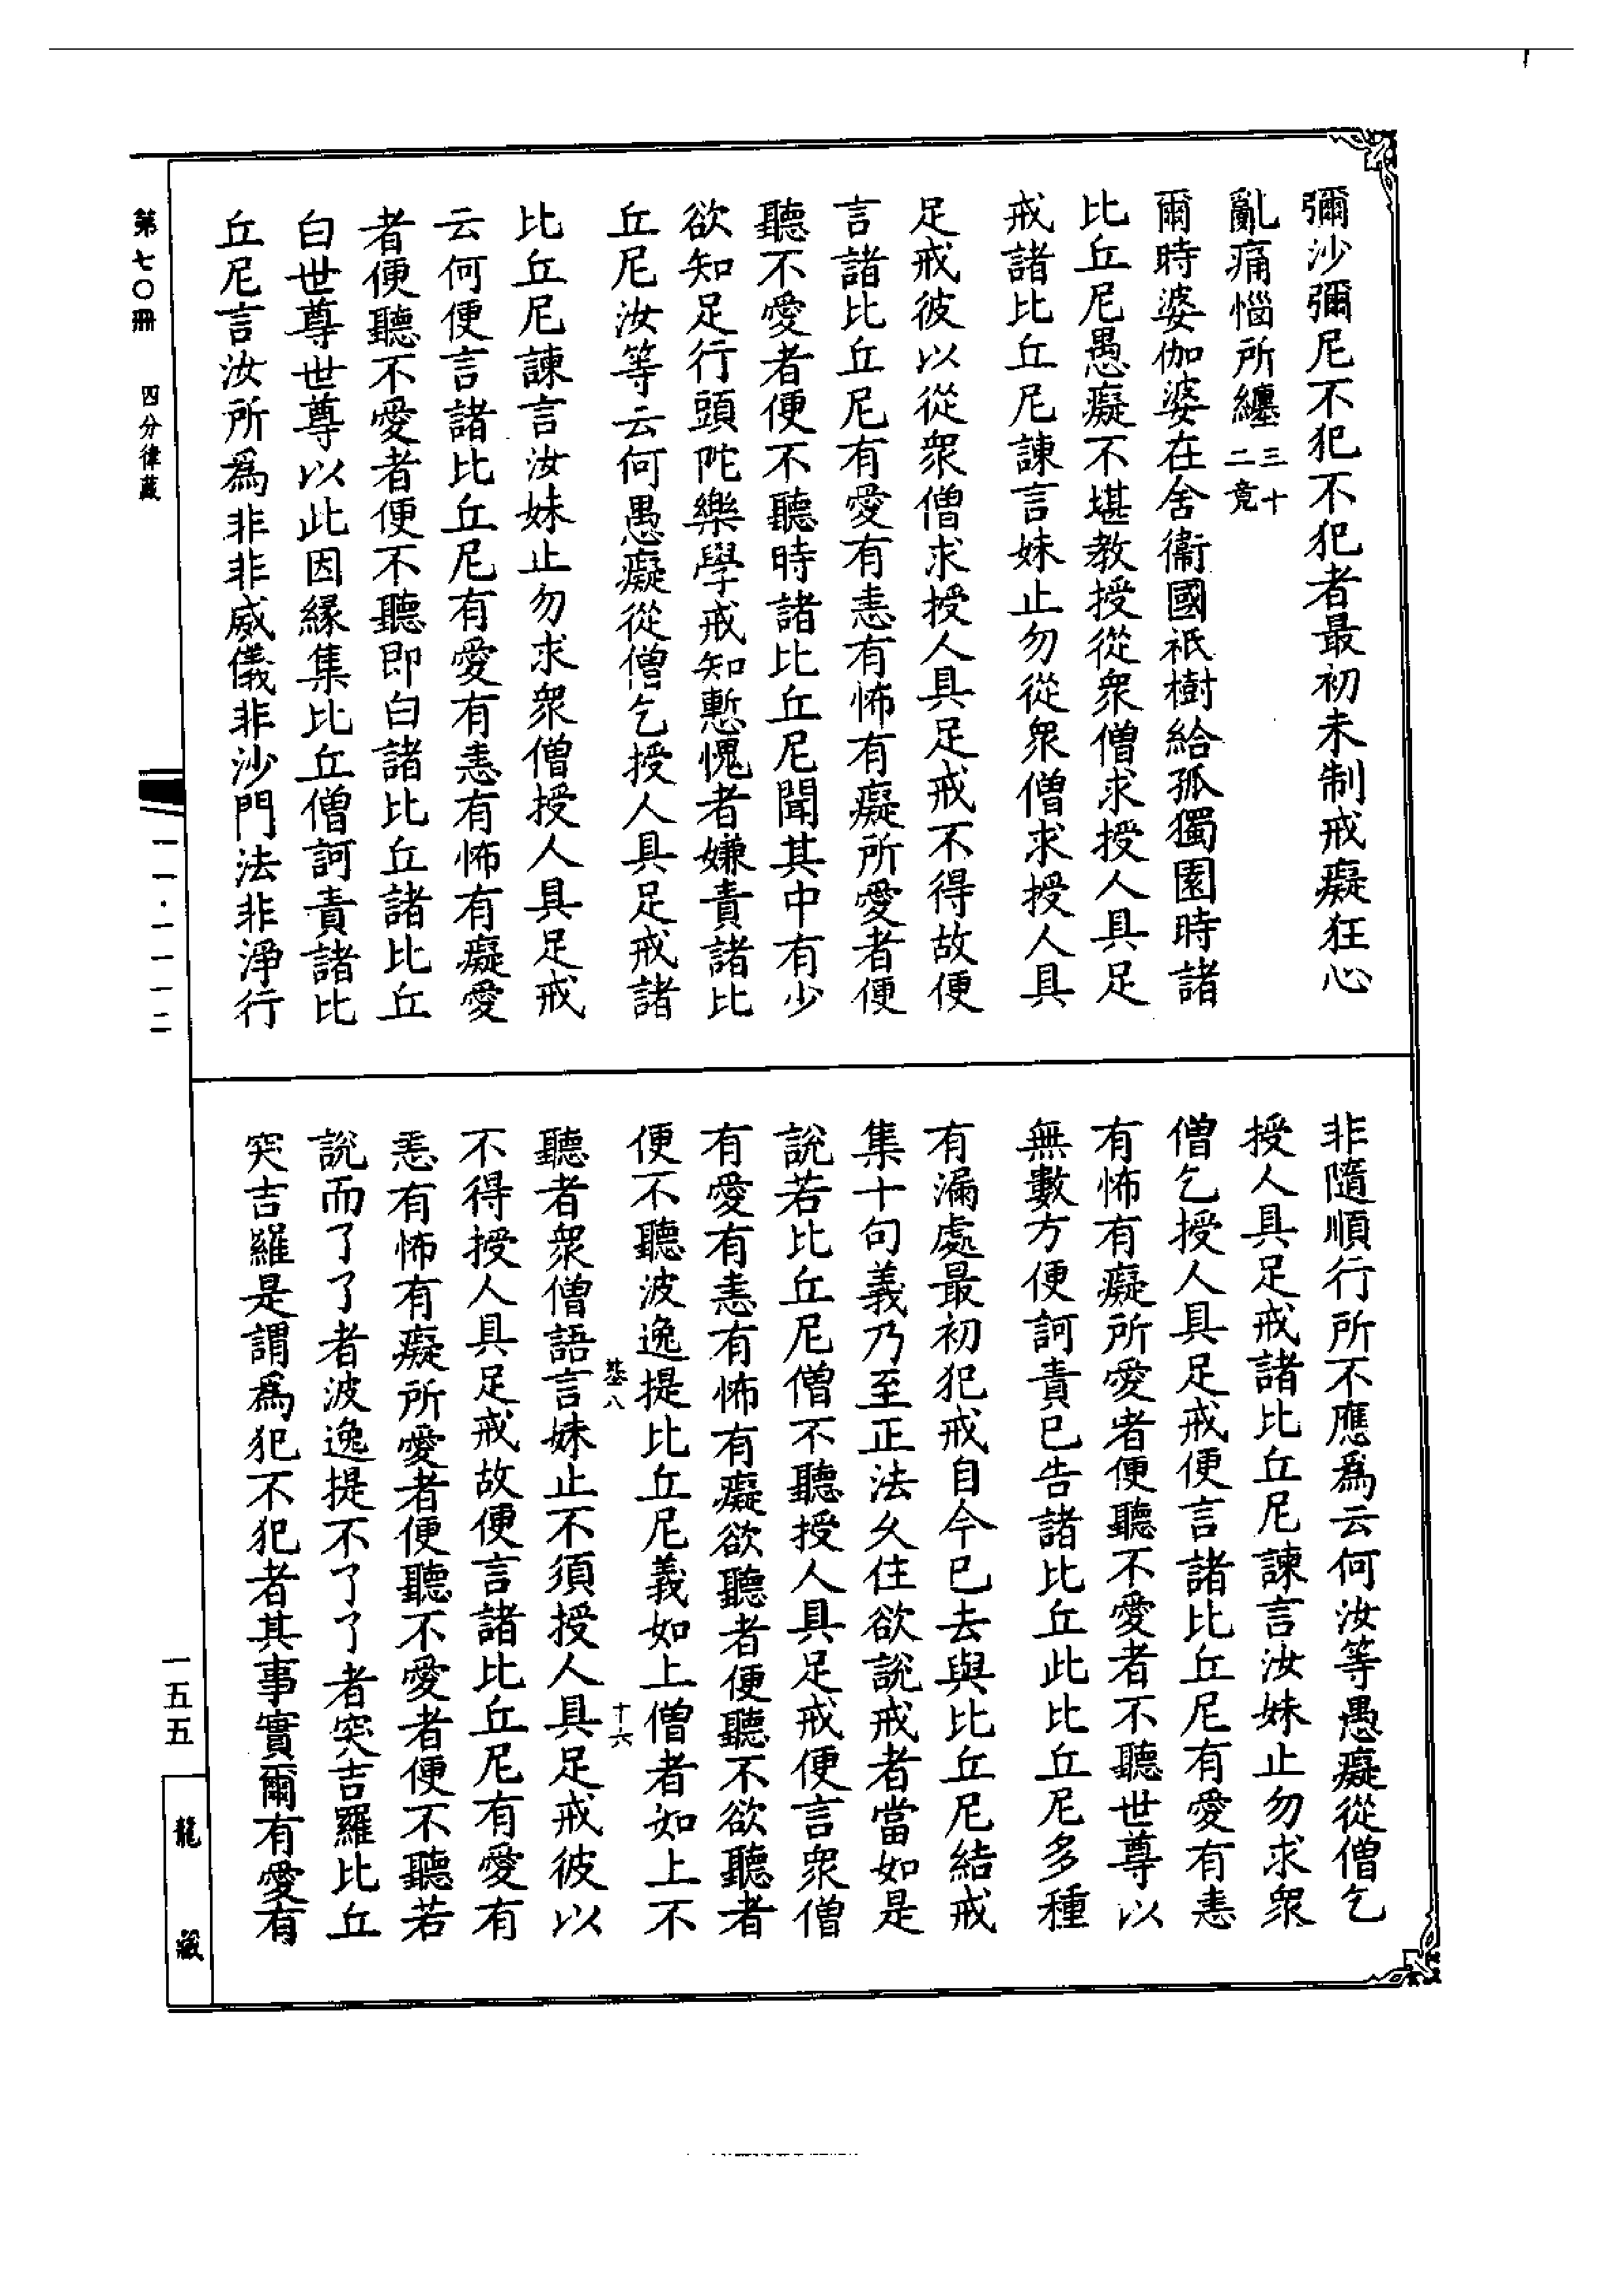 彌沙彌尼不犯不犯者最初未制戒癡狂心
亂痛惱所纏三十二竟
爾時婆伽婆在舍衞國祇樹給孤獨園時諸
比丘尼愚癡不堪教授從衆僧求授人具足
戒諸比丘尼諫言妹止勿從衆僧求授人具
足戒彼以從衆僧求授人具足戒不得故便
言諸比丘尼有愛有恚有怖有癡所愛者便
聽不愛者便不聽時諸比丘尼聞其中有少
欲知足行頭陀樂學戒知慙愧者嫌責諸比
丘尼汝等云何愚癡從僧乞授人具足戒諸
比丘尼諫言汝妹止勿求衆僧授人具足戒
云何便言諸比丘尼有愛有恚有怖有癡愛
者便聽不愛者便不聽即白諸比丘諸比丘
白世尊世尊以此因緣集比丘僧訶責諸比
丘尼言汝所爲非非威儀非沙門法非淨行
非隨順行所不應爲云何汝等愚癡從僧乞
授人具足戒諸比丘尼諫言汝妹止勿求衆
僧乞授人具足戒便言諸比丘尼有愛有恚
有怖有癡所愛者便聽不愛者不聽世尊以
無數方便訶責已告諸比丘此比丘尼多種
有漏處最初犯戒自今已去與比丘尼結戒
集十句義乃至正法久住欲說戒者當如是
說若比丘尼僧不聽授人具足戒便言衆僧
有愛有恚有怖有癡欲聽者便聽不欲聽者
便不聽波逸提比丘尼義如上僧者如上不
聽者衆僧語言妹止不須授人具足戒彼以
不得授人具足戒故便言諸比丘尼有愛有
恚有怖有癡所愛者便聽不愛者便不聽若
說而了了者波逸提不了了者突吉羅比丘
突吉羅是謂爲犯不犯者其事實爾有愛有
八
十六
第七〇冊 四分律藏
一一一·一一一二
一五五
龍藏